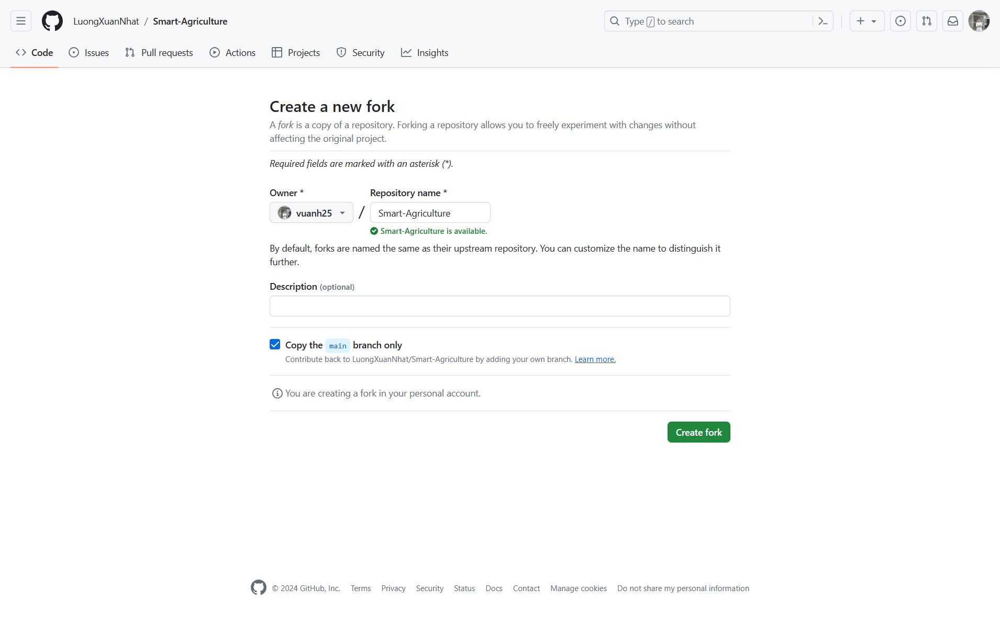 LuongXuanNhat / Smart-Agriculture
Type / to search
Code Issues Pull requests Actions Projects Security Insights
Create a new fork
A fork is a copy of a repository. Forking a repository allows you to freely experiment with changes without
affecting the original project.
Required fields are marked with an asterisk (*).
Owner * Repository name *
vuanh25 / Smart-Agriculture
Smart-Agriculture is available.
By default, forks are named the same as their upstream repository. You can customize the name to distinguish it
further.
Description (optional)
Copy the main branch only
Contribute back to LuongXuanNhat/Smart-Agriculture by adding your own branch. Learn more.
You are creating a fork in your personal account.
Create fork
© 2024 GitHub, Inc. Terms Privacy Security Status Docs Contact Manage cookies Do not share my personal information